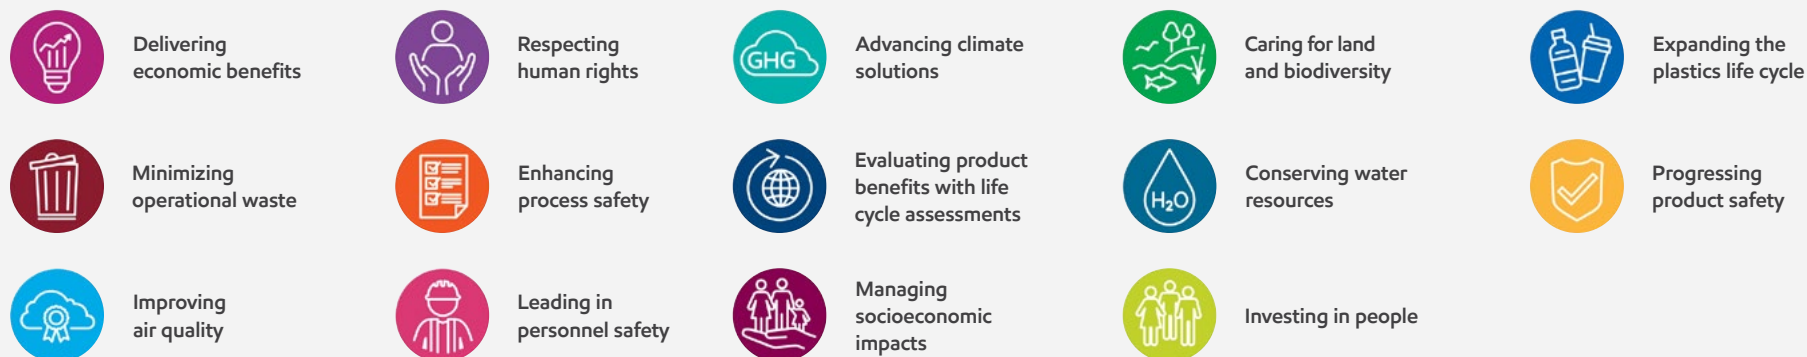 Delivering
economic benefits
Respecting
human rights
GHG
Advancing climate
solutions
Caring for land
and biodiversity
Expanding the
plastics life cycle
Minimizing
operational waste
Enhancing
process safety
Evaluating product
benefits with life
cycle assessments
H₂O
Conserving water
resources
Progressing
product safety
Improving
air quality
Leading in
personnel safety
Managing
socioeconomic
impacts
Investing in people